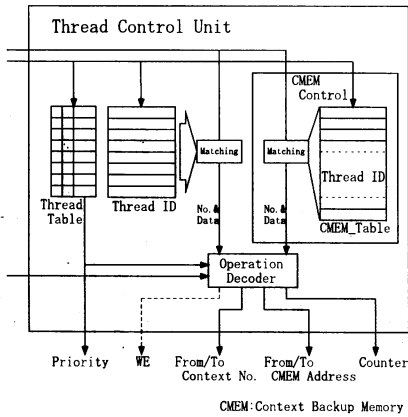 Thread Control Unit
CMEM
Control
Matching
Matching
Thread ID
Thread
Table
Thread ID
CMEM_Table
No.&
Data
No.&
Data
Operation
Decoder
Priority
WE
From/To
Context No.
From/To
CMEM Address
Counter
CMEM:Context Backup Memory